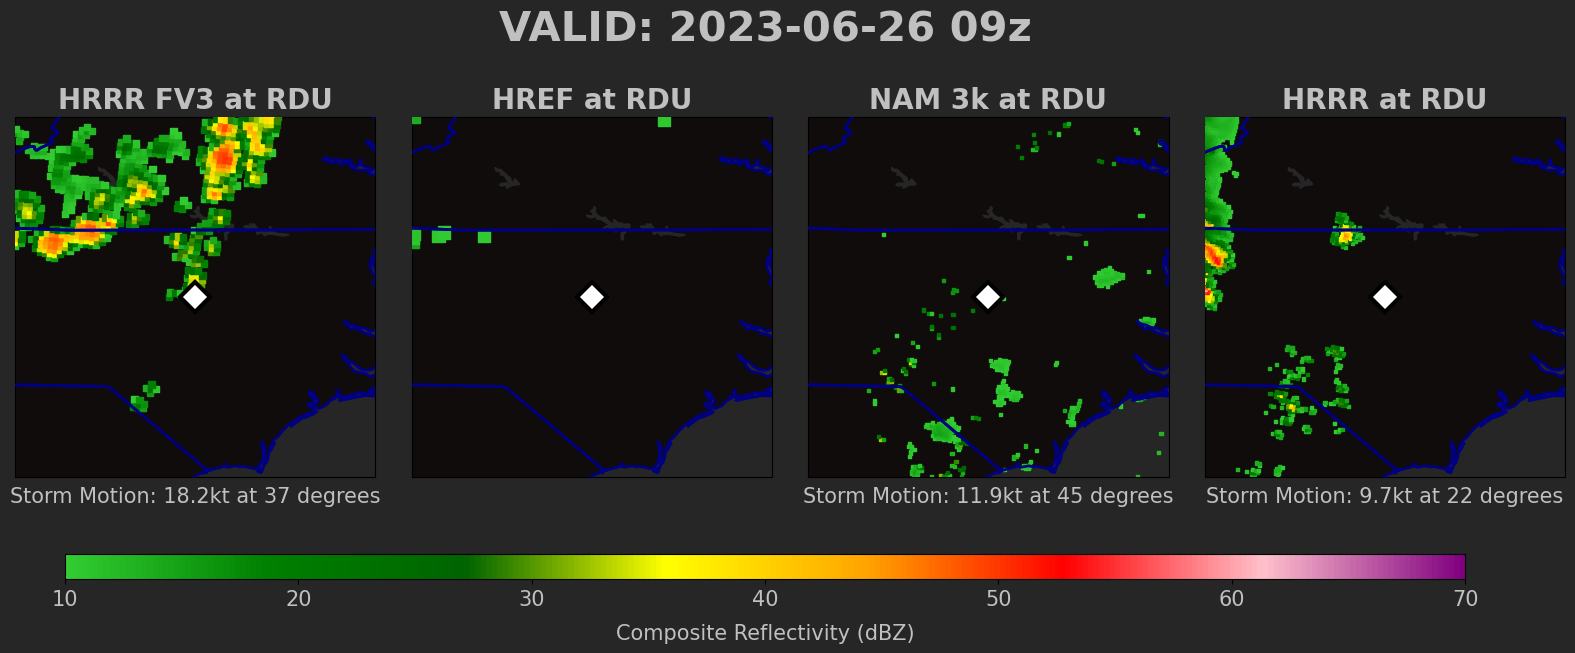 VALID: 2023-06-26 09z
HRRR FV3 at RDU
HREF at RDU
NAM 3k at RDU
HRRR at RDU
Storm Motion: 18.2kt at 37 degrees
Storm Motion: 11.9kt at 45 degrees
Storm Motion: 9.7kt at 22 degrees
10 20 30 40 50 60 70
Composite Reflectivity (dBZ)